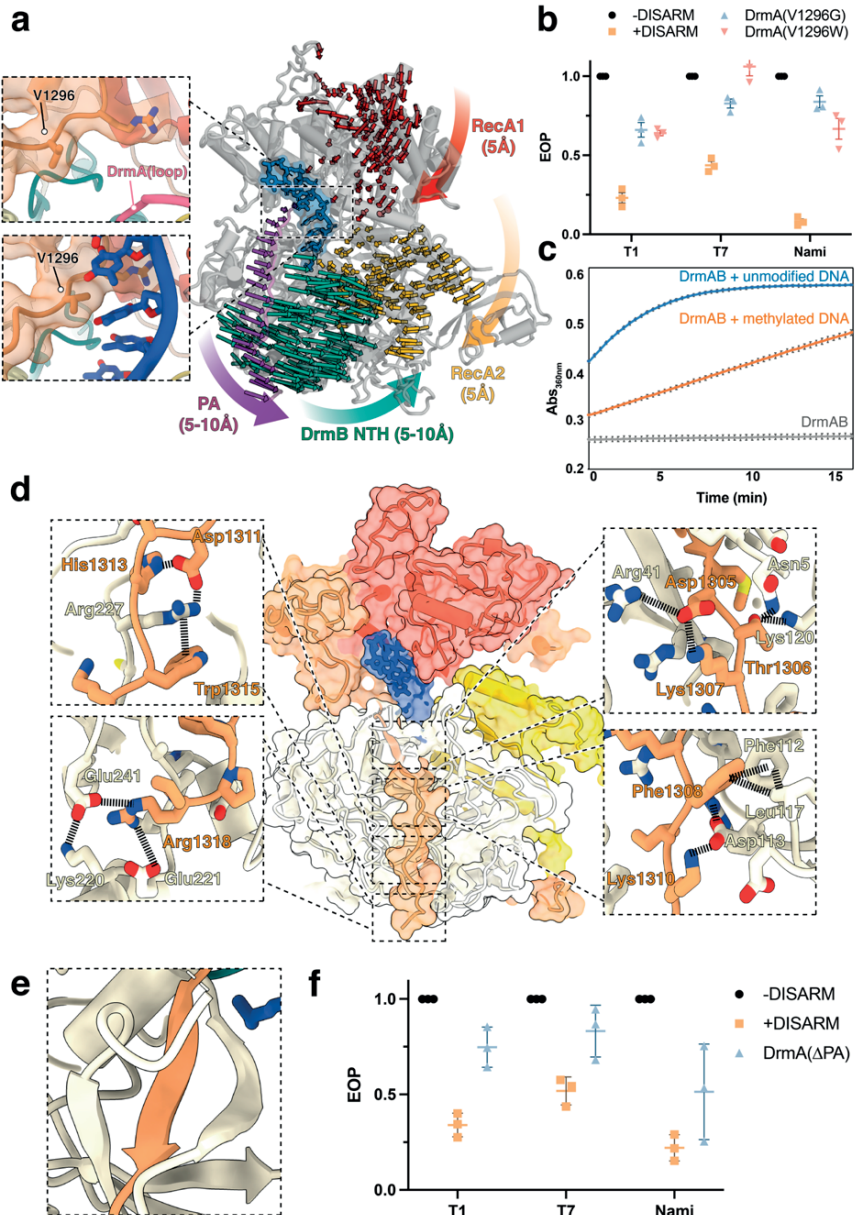 a
V1296
DrmA(loop)
V1296
RecA1
(5Å)
RecA2
(5Å)
PA
(5-10Å)
DrmB NTH (5-10Å)
b
-DISARM
+DISARM
DrmA(V1296G)
DrmA(V1296W)
EOP
1.0
0.5
0.0
T1
T7
Nami
c
0.6
0.5
0.4
0.3
0.2
Abs360nm
DrmAB + unmodified DNA
DrmAB + methylated DNA
DrmAB
0
5
10
15
Time (min)
d
Asp1311
His1313
Arg227
Trp1315
Glu241
Arg1318
Lys220
Glu221
Arg41
Asn5
Asp1305
Lys120
Thr1306
Lys1307
Phe112
Phe1308
Leu117
Asp113
Lys1310
e
f
1.0
0.5
0.0
EOP
T1
T7
Nami
-DISARM
+DISARM
DrmA(ΔPA)